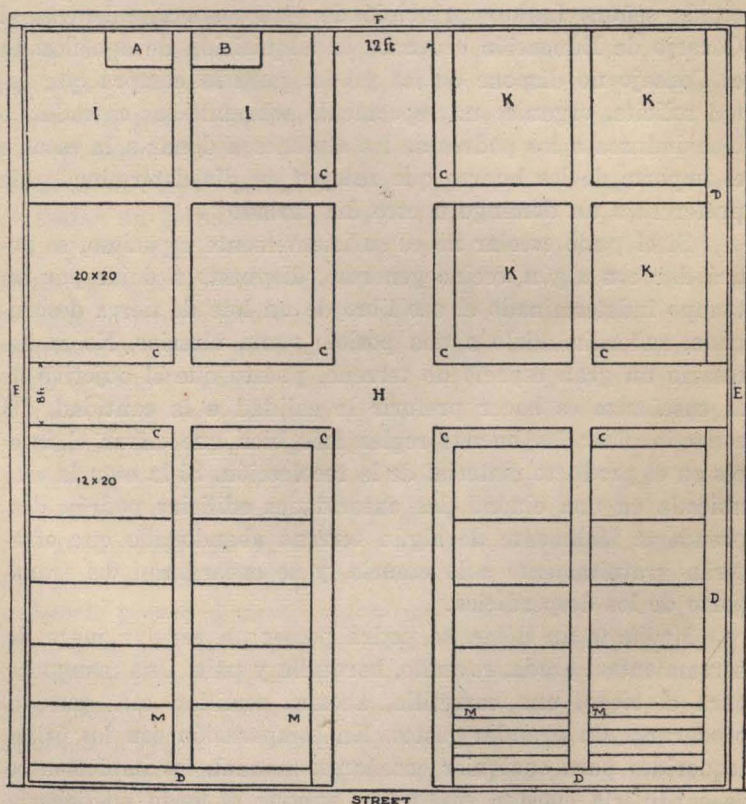 F
A B 12 ft
K K
I I
C C
D
K K
20×20
C C C C
E 8 ft. H E
C C C C
12×20
D
M M M M
D D
STREET